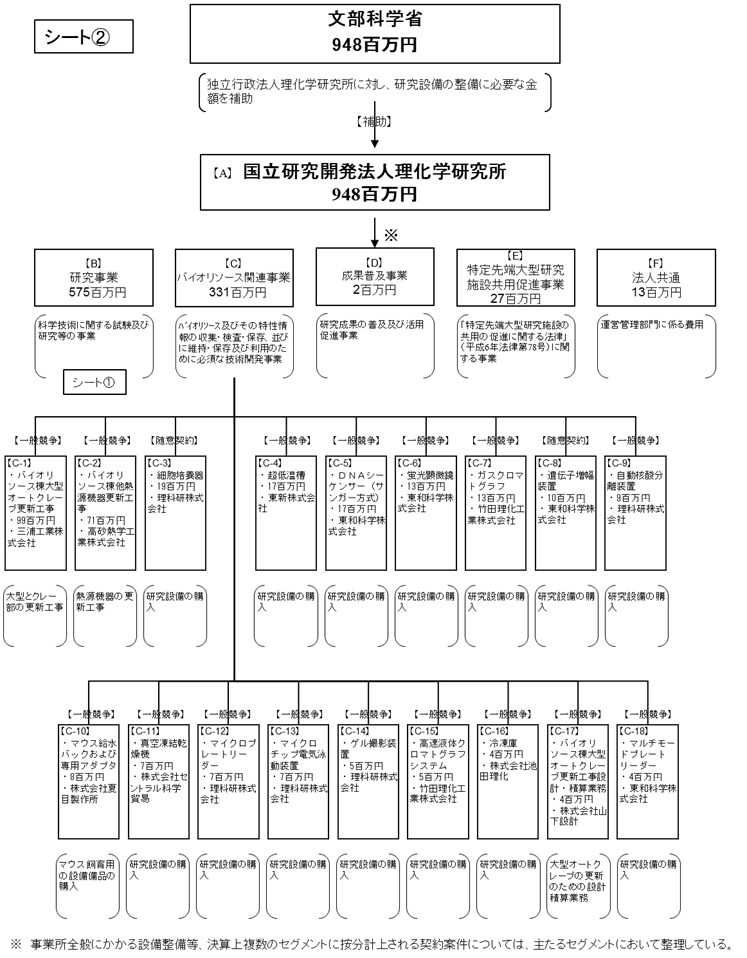 シート②
文部科学省
948百万円
独立行政法人理化学研究所に対し、研究設備の整備に必要な金
額を補助
【補助】
【A】国立研究開発法人理化学研究所
948百万円
※
【B】
研究事業
575百万円
【C】
バイオリソース関連事業
331百万円
【D】
成果普及事業
2百万円
【E】
特定先端大型研究
施設共用促進事業
27百万円
【F】
法人共通
13百万円
科学技術に関する試験及び
研究等の事業
バイオリソース及びその特性情
報の収集・検査・保存、並び
に維持・保存及び利用のた
めに必須な技術開発事業
研究成果の普及及び活用
促進事業
「特定先端大型研究施設の
共用の促進に関する法律」
(平成6年法律第78号)に関
する事業
運営管理部門に係る費用
シート①
【一般競争】
【C-1】
・バイオリ
ソース棟大型
オートクレーブ
更新工事
・99百万円
・三浦工業株
式会社
大型とクレー
部の更新工事
【一般競争】
【C-2】
・バイオリ
ソース棟他熱
源機器更新工
事
・71百万円
・高砂熱学工
業株式会社
熱源機器の更
新工事
【随意契約】
【C-3】
・細胞培養器
・19百万円
・理科研株式
会社
研究設備の購
入
【一般競争】
【C-4】
・超低温槽
・17百万円
・東新株式会
社
研究設備の購
入
【一般競争】
【C-5】
・DNAシー
ケンサー(サ
ンガー方式)
・17百万円
・東和科学株
式会社
研究設備の購
入
【一般競争】
【C-6】
・蛍光顕微鏡
・13百万円
・東和科学株
式会社
研究設備の購
入
【一般競争】
【C-7】
・ガスクロマ
トグラフ
・13百万円
・竹田理化工
業株式会社
研究設備の購
入
【随意契約】
【C-8】
・遺伝子増幅
装置
・10百万円
・東和科学株
式会社
研究設備の購
入
【一般競争】
【C-9】
・自動核酸分
離装置
・9百万円
・理科研株式
会社
研究設備の購
入
【一般競争】
【C-10】
・マウス給水
パックおよび
専用アダプタ
・8百万円
・株式会社夏
目製作所
マウス飼育用
の設備備品の
購入
【一般競争】
【C-11】
・真空凍結乾
燥機
・7百万円
・株式会社セ
ントラル科学
貿易
研究設備の購
入
【一般競争】
【C-12】
・マイクロプ
レートリー
ダー
・7百万円
・理科研株式
会社
研究設備の購
入
【一般競争】
【C-13】
・マイクロ
チップ電気泳
動装置
・7百万円
・理科研株式
会社
研究設備の購
入
【一般競争】
【C-14】
・ゲル撮影装
置
・5百万円
・理科研株式
会社
研究設備の購
入
【一般競争】
【C-15】
・高速液体ク
ロマトグラフ
システム
・5百万円
・竹田理化工
業株式会社
研究設備の購
入
【一般競争】
【C-16】
・冷凍庫
・4百万円
・株式会社池
田理化
研究設備の購
入
【一般競争】
【C-17】
・バイオリ
ソース棟大型
オートクレーブ
更新工事設
計・積算業務
・4百万円
・株式会社山
下設計
大型オートク
レーブの更新
のための設計
積算業務
【一般競争】
【C-18】
・マルチモー
ドプレート
リーダー
・4百万円
・東和科学株
式会社
研究設備の購
入
※ 事業所全般にかかる設備整備等、決算上複数のセグメントに按分計上される契約案件については、主たるセグメントにおいて整理している。